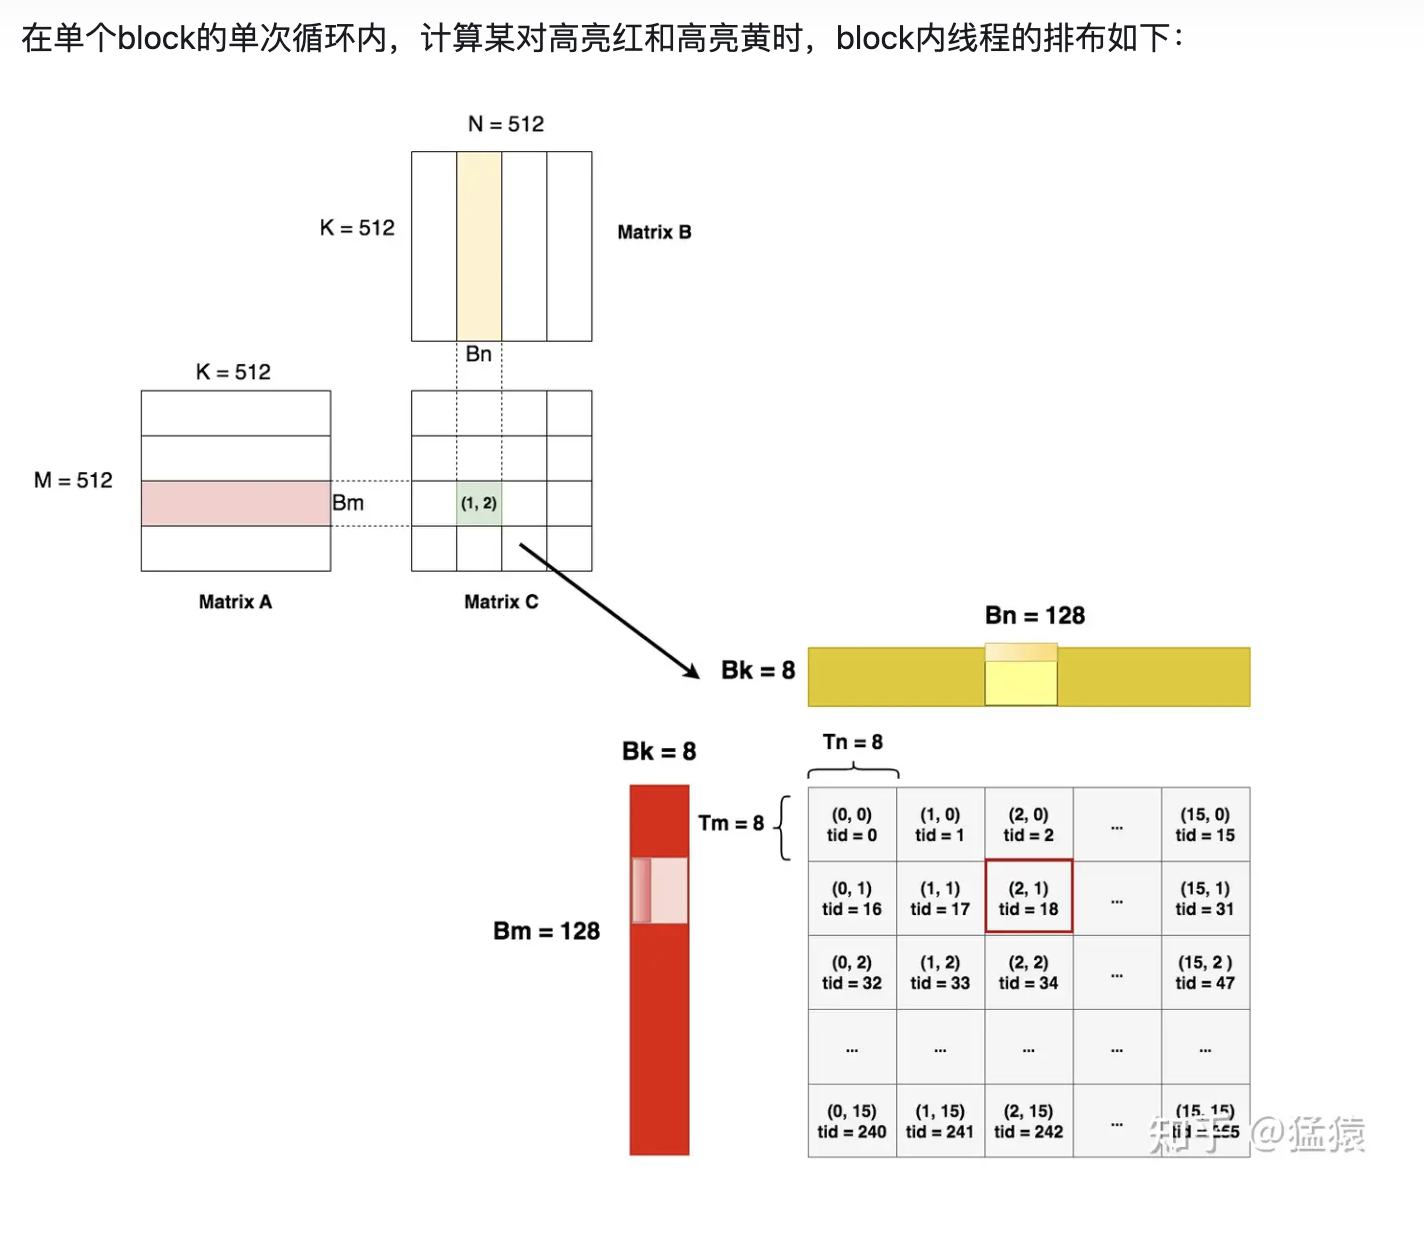 在单个block的单次循环内，计算某对高亮红和高亮黄时，block内线程的排布如下：
N = 512
K = 512
Matrix B
Bn
K = 512
M = 512
Bm
(1, 2)
Matrix A
Matrix C
Bn = 128
Bk = 8
Tn = 8
Bk = 8
Tm = 8
Bm = 128
(0, 0) (1, 0) (2, 0) ... (15, 0)
tid = 0 tid = 1 tid = 2 tid = 15
(0, 1) (1, 1) (2, 1) ... (15, 1)
tid = 16 tid = 17 tid = 18 tid = 31
(0, 2) (1, 2) (2, 2) ... (15, 2 )
tid = 32 tid = 33 tid = 34 tid = 47
... ... ... ... ...
(0, 15) (1, 15) (2, 15) ... (15, 15)
tid = 240 tid = 241 tid = 242 tid = 255
知乎 @猛猿